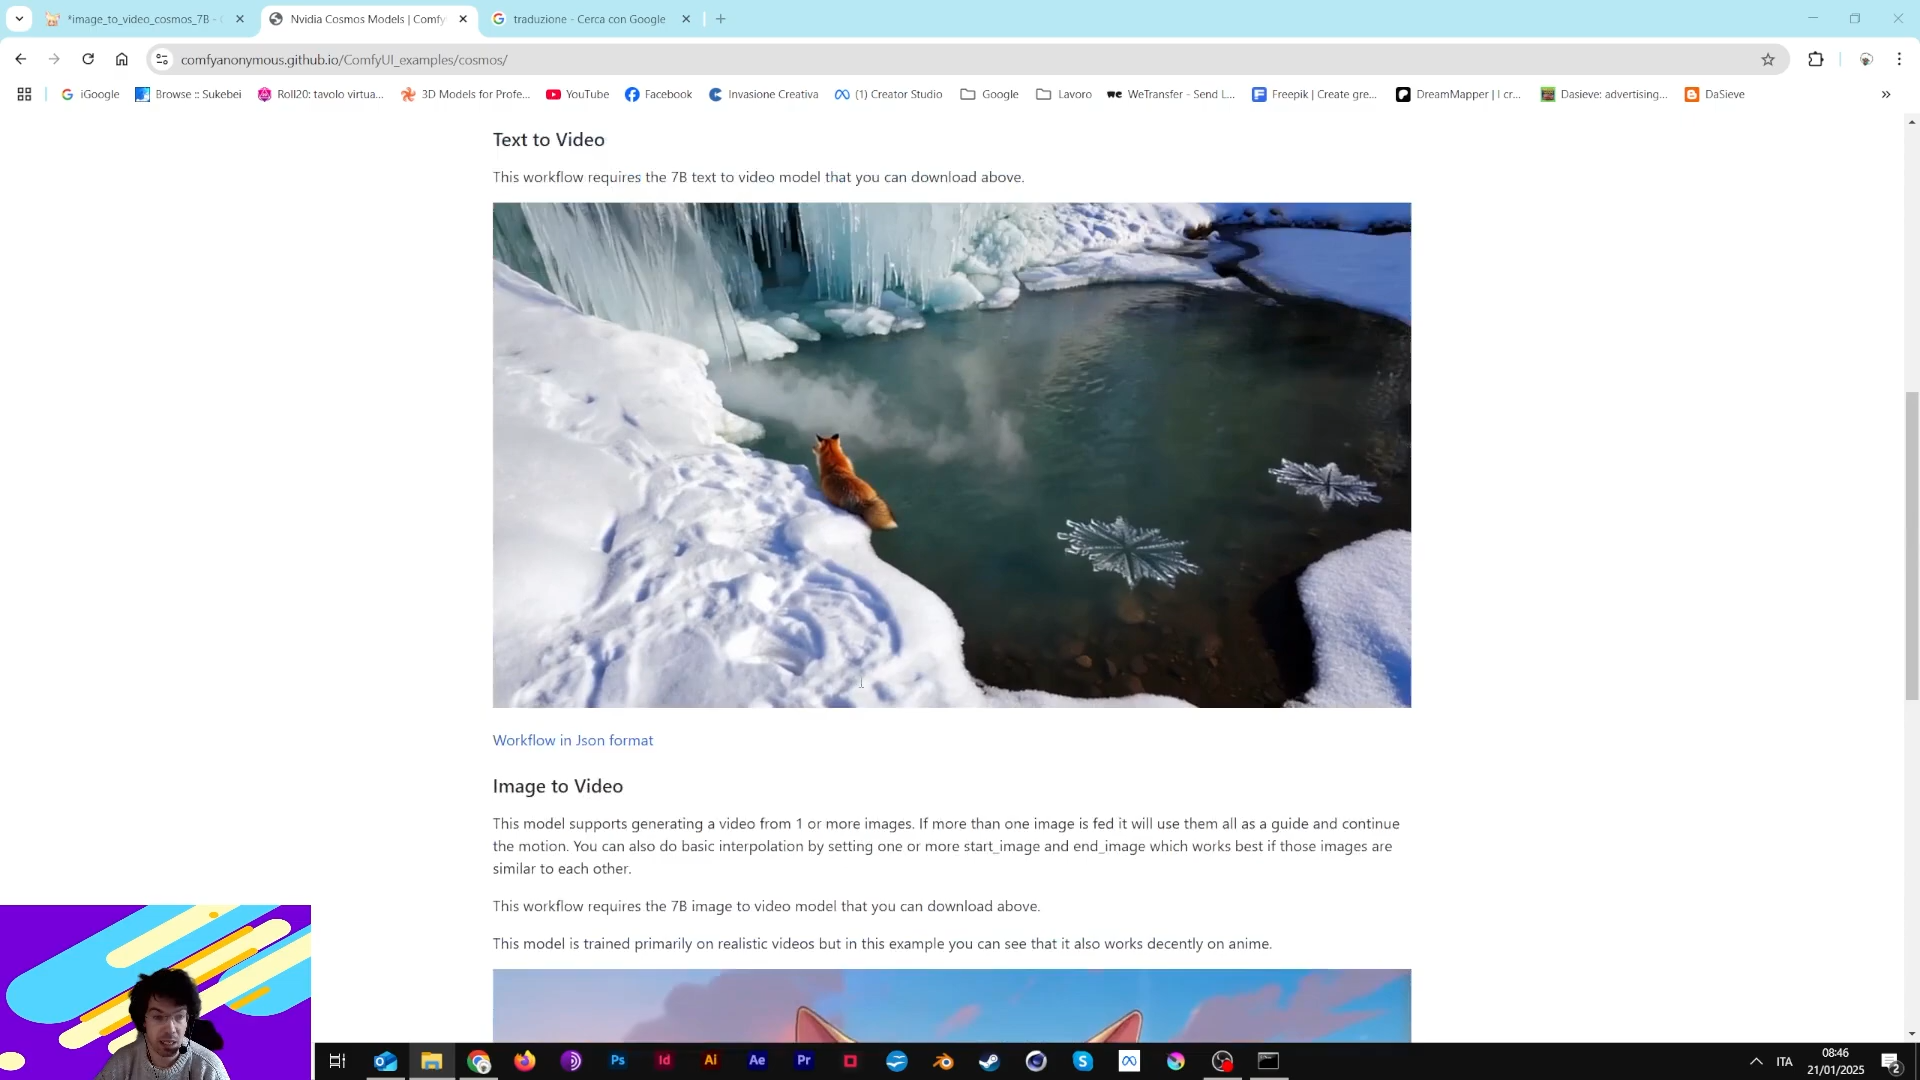 *image_to_video_cosmos_7B -
Nvidia Cosmos Models | Comfy
traduzione - Cerca con Google
comfyanonymous.github.io/ComfyUI_examples/cosmos/
iGoogle
Browse :: Sukebei
Roll20: tavolo virtua...
3D Models for Profe...
YouTube
Facebook
Invasione Creativa
(1) Creator Studio
Google
Lavoro
WeTransfer - Send L...
Freepik | Create gre...
DreamMapper | I cr...
Dasieve: advertising...
DaSieve
Text to Video
This workflow requires the 7B text to video model that you can download above.
Workflow in Json format
Image to Video
This model supports generating a video from 1 or more images. If more than one image is fed it will use them all as a guide and continue
the motion. You can also do basic interpolation by setting one or more start_image and end_image which works best if those images are
similar to each other.
This workflow requires the 7B image to video model that you can download above.
This model is trained primarily on realistic videos but in this example you can see that it also works decently on anime.
Ps
Id
Ai
Ae
Pr
ITA
08:46
21/01/2025
2